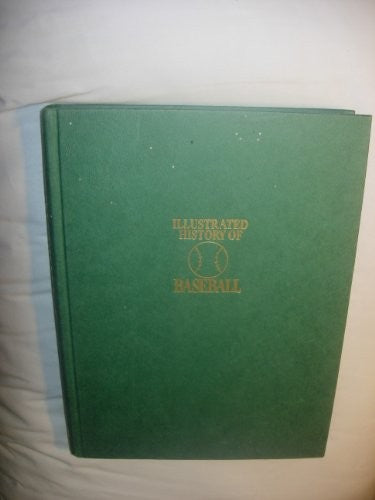 ILLUSTRATED
HISTORY OF
BASEBALL